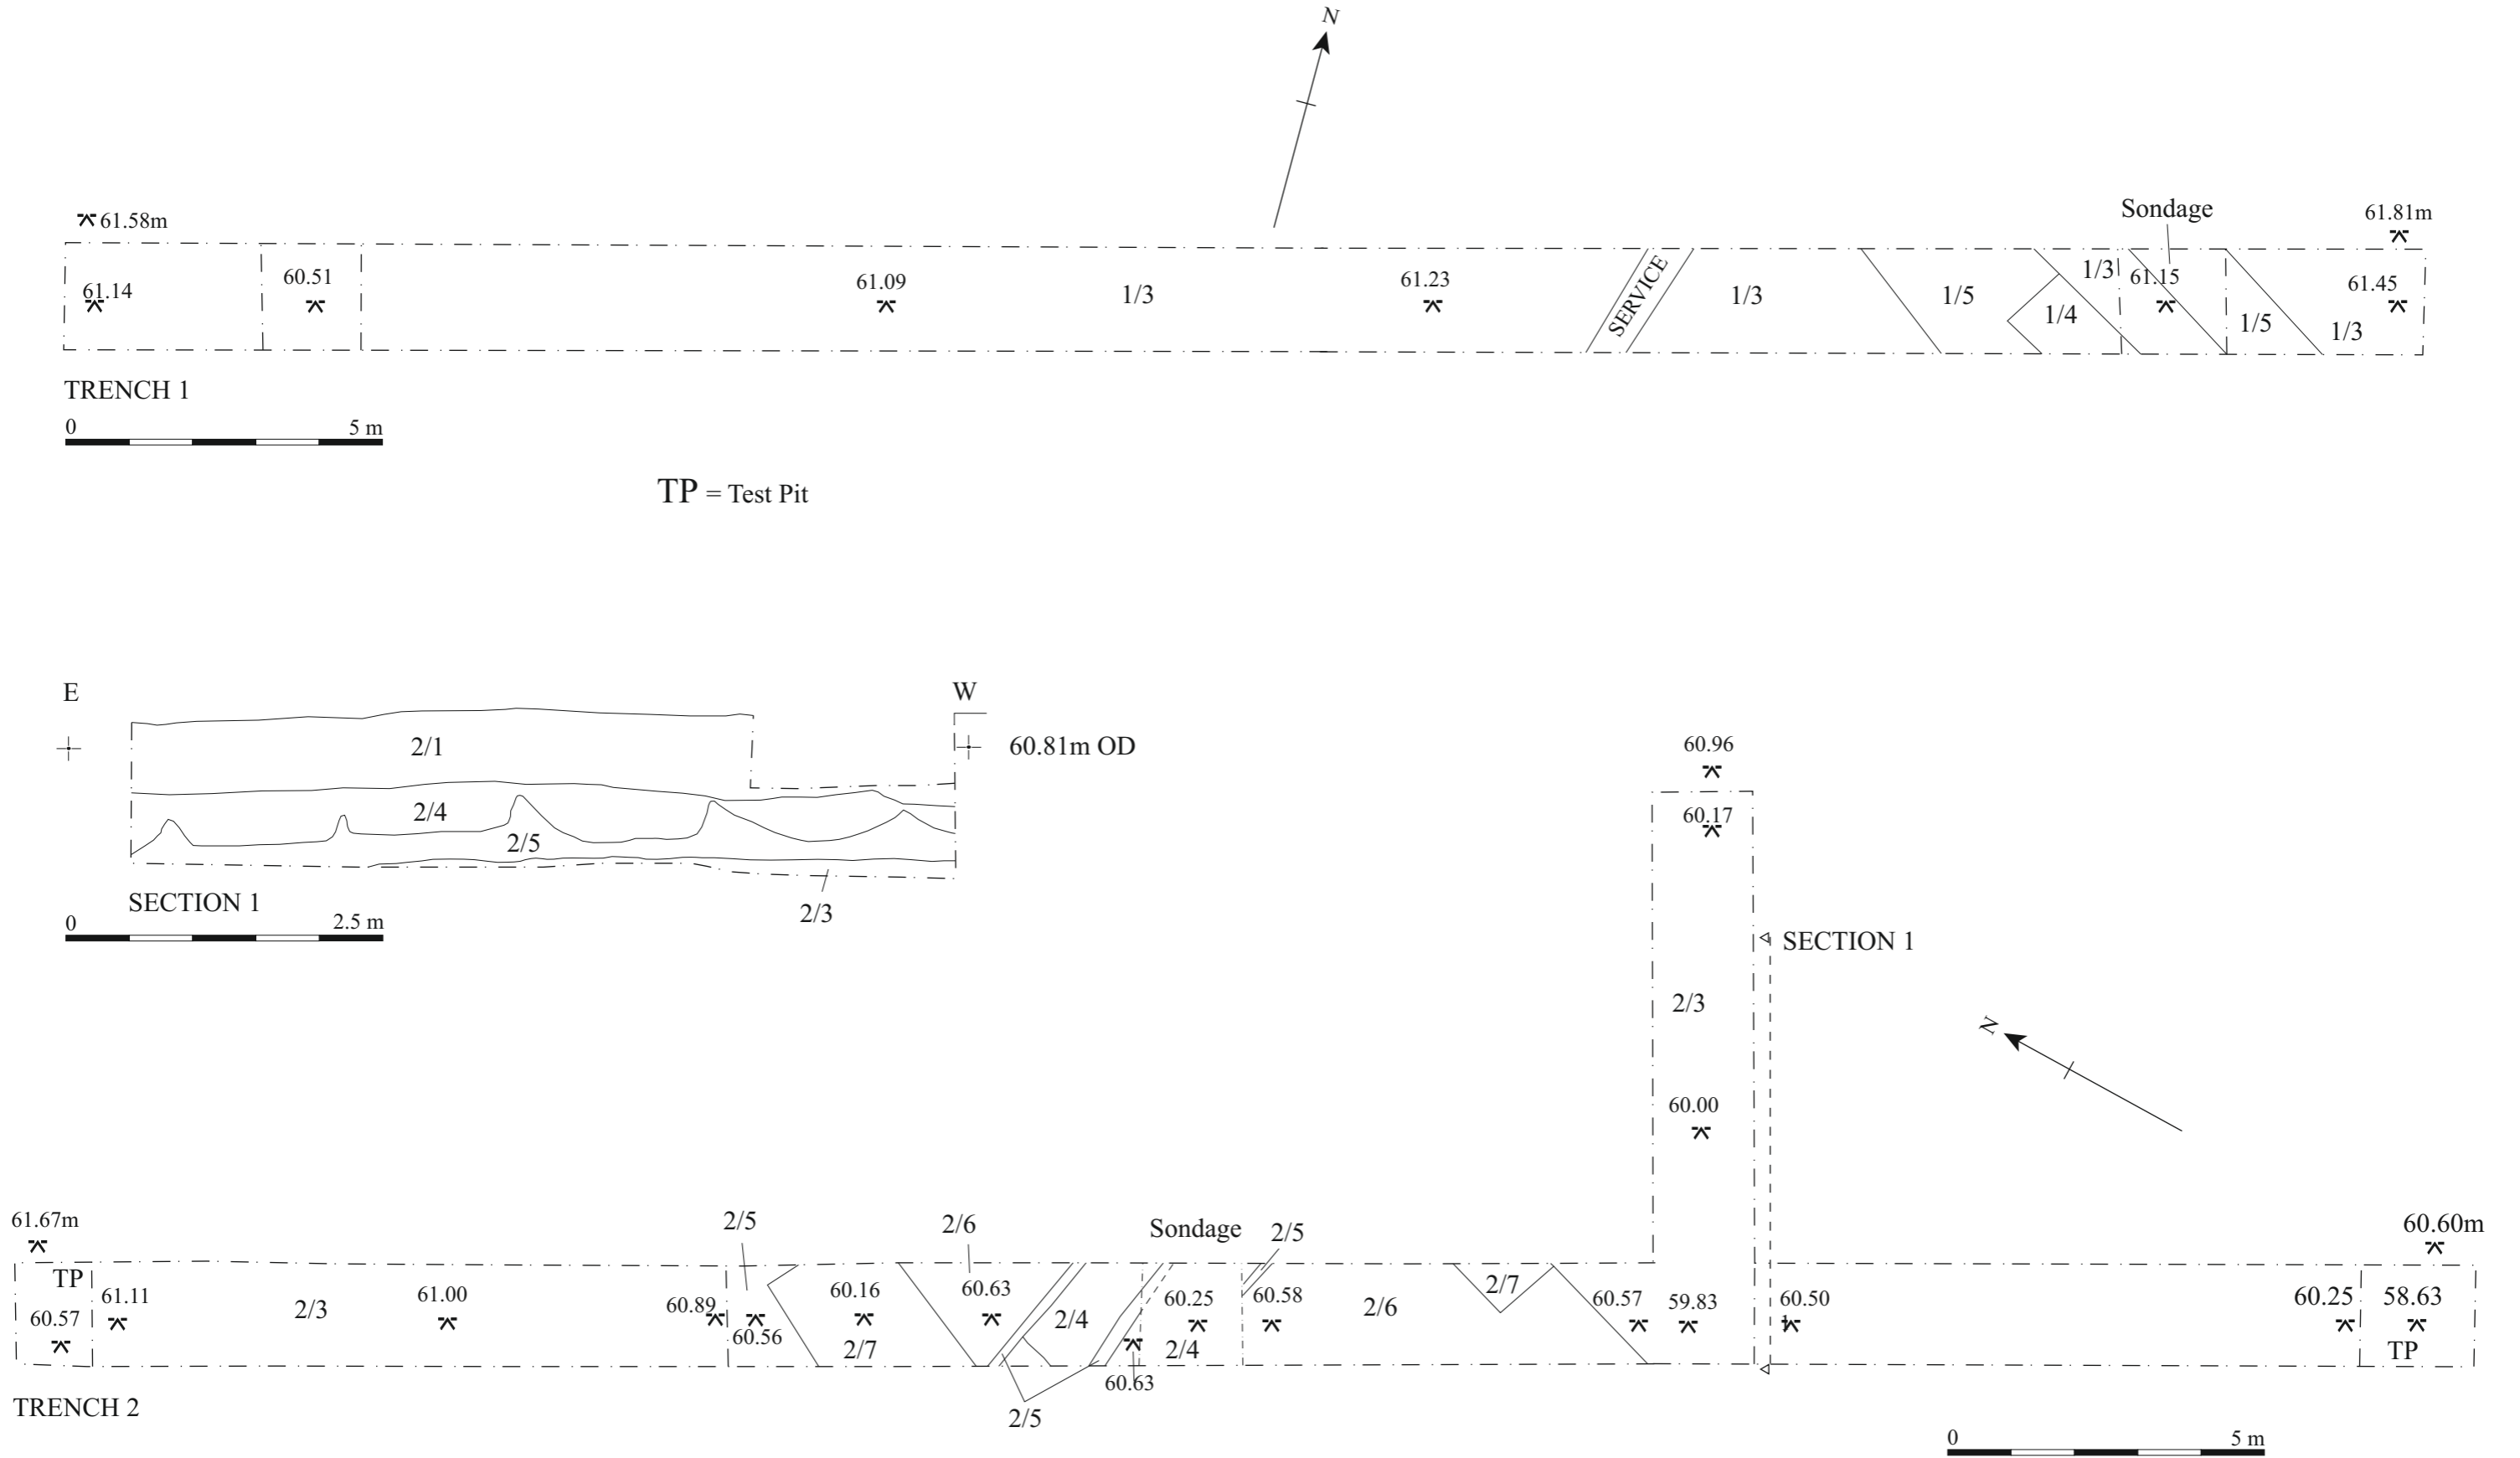 N
61.58m
Sondage
61.81m
61.14
60.51
61.09
1/3
61.23
SERVICE
1/3
1/5
1/4
1/3
61.15
1/5
1/3
61.45
TRENCH 1
0 5 m
TP = Test Pit
E
W
2/1
60.81m OD
2/4
2/5
2/3
SECTION 1
0 2.5 m
60.96
60.17
SECTION 1
2/3
N
60.00
61.67m
2/5
2/6
Sondage
2/5
60.60m
TP
60.57
61.11
2/3
61.00
60.89
60.56
60.16
2/7
60.63
2/4
60.25
2/4
60.58
2/6
2/7
60.57
59.83
60.50
60.25
58.63
TP
60.63
2/5
TRENCH 2
0 5 m